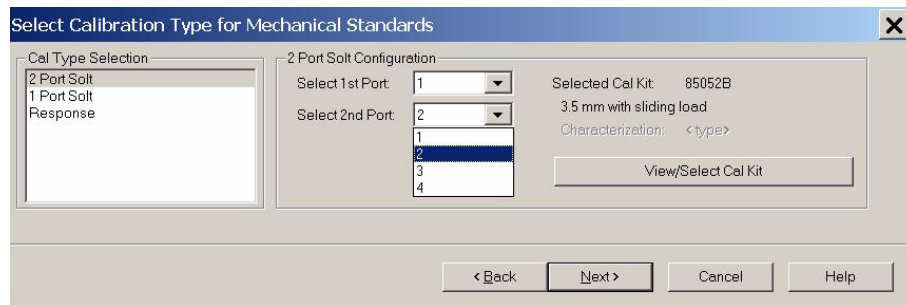 Select Calibration Type for Mechanical Standards
Cal Type Selection
2 Port Solt
1 Port Solt
Response
2 Port Solt Configuration
Select 1st Port: 1
Select 2nd Port: 2
1
2
3
4
Selected Cal Kit: 85052B
3.5 mm with sliding load
Characterization: <type>
View/Select Cal Kit
< Back
Next >
Cancel
Help